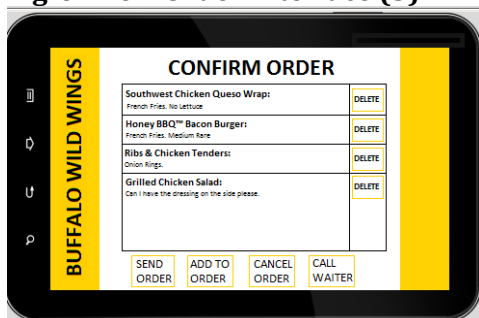 BUFFALO WILD WINGS
CONFIRM ORDER
Southwest Chicken Queso Wrap:
French Fries. No Lettuce
DELETE
Honey BBQ™ Bacon Burger:
French Fries. Medium Rare
DELETE
Ribs & Chicken Tenders:
Onion Rings.
DELETE
Grilled Chicken Salad:
Can I have the dressing on the side please.
DELETE
SEND ORDER
ADD TO ORDER
CANCEL ORDER
CALL WAITER